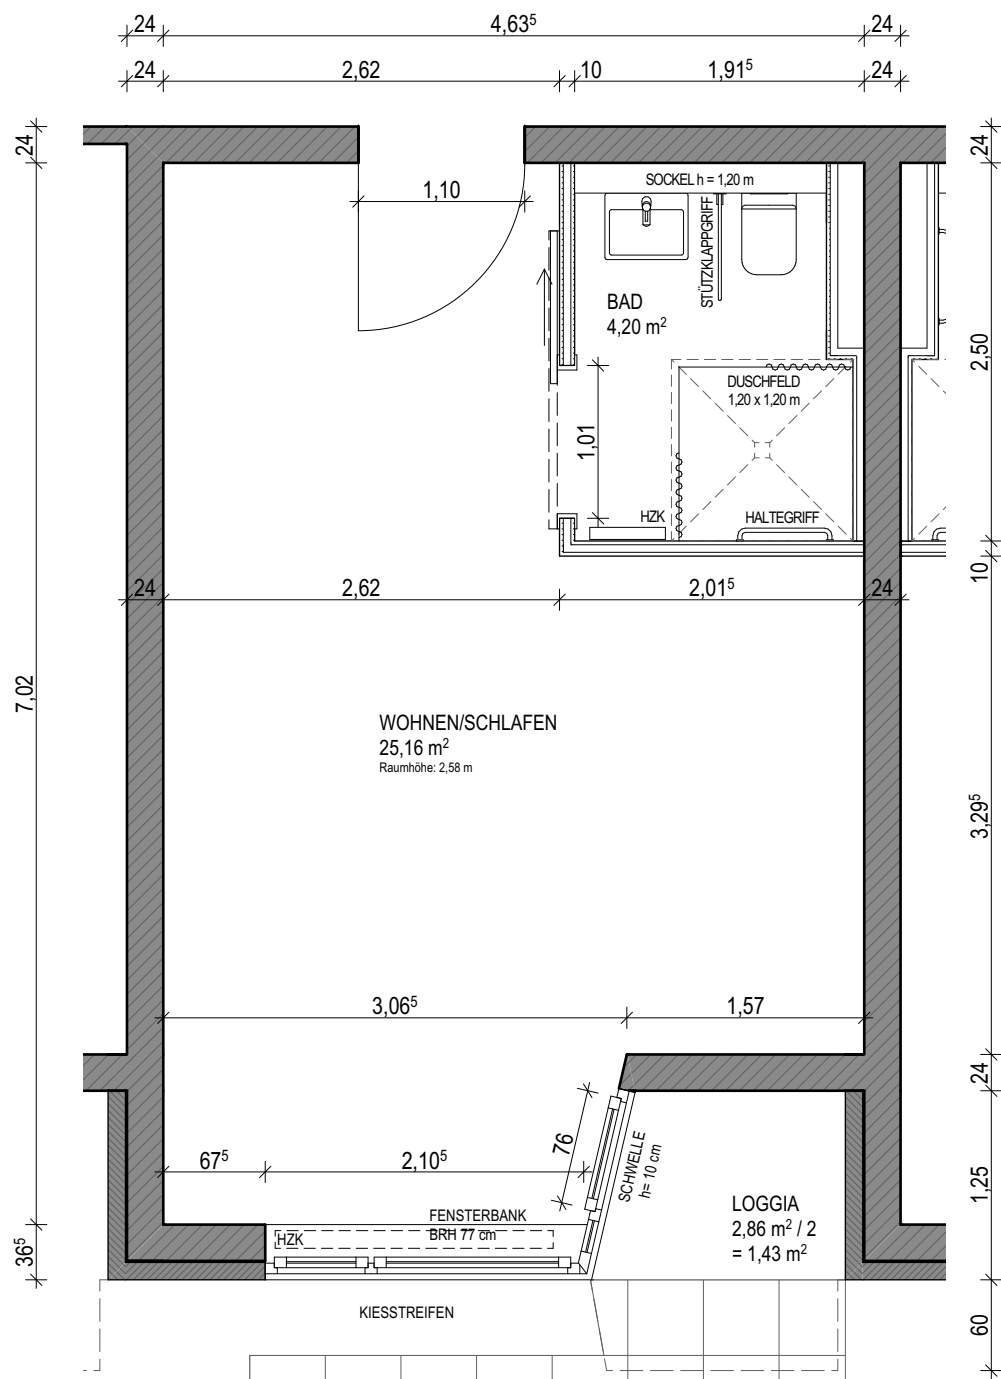 24
4,63⁵
24
24
2,62
10
1,91⁵
24
24
24
SOCKEL h = 1,20 m
1,10
STÜTZKLAPPGRIFF
BAD
4,20 m²
2,50
DUSCHFELD
1,20 x 1,20 m
1,01
HZK
HALTEGRIFF
10
24
2,62
2,01⁵
24
7,02
WOHNEN/SCHLAFEN
25,16 m²
Raumhöhe: 2,58 m
3,29⁵
3,06⁵
1,57
24
76
SCHWELLE
h= 10 cm
67⁵
2,10⁵
1,25
LOGGIA
2,86 m² / 2
= 1,43 m²
FENSTERBANK
BRH 77 cm
HZK
36⁵
KIESSTREIFEN
60